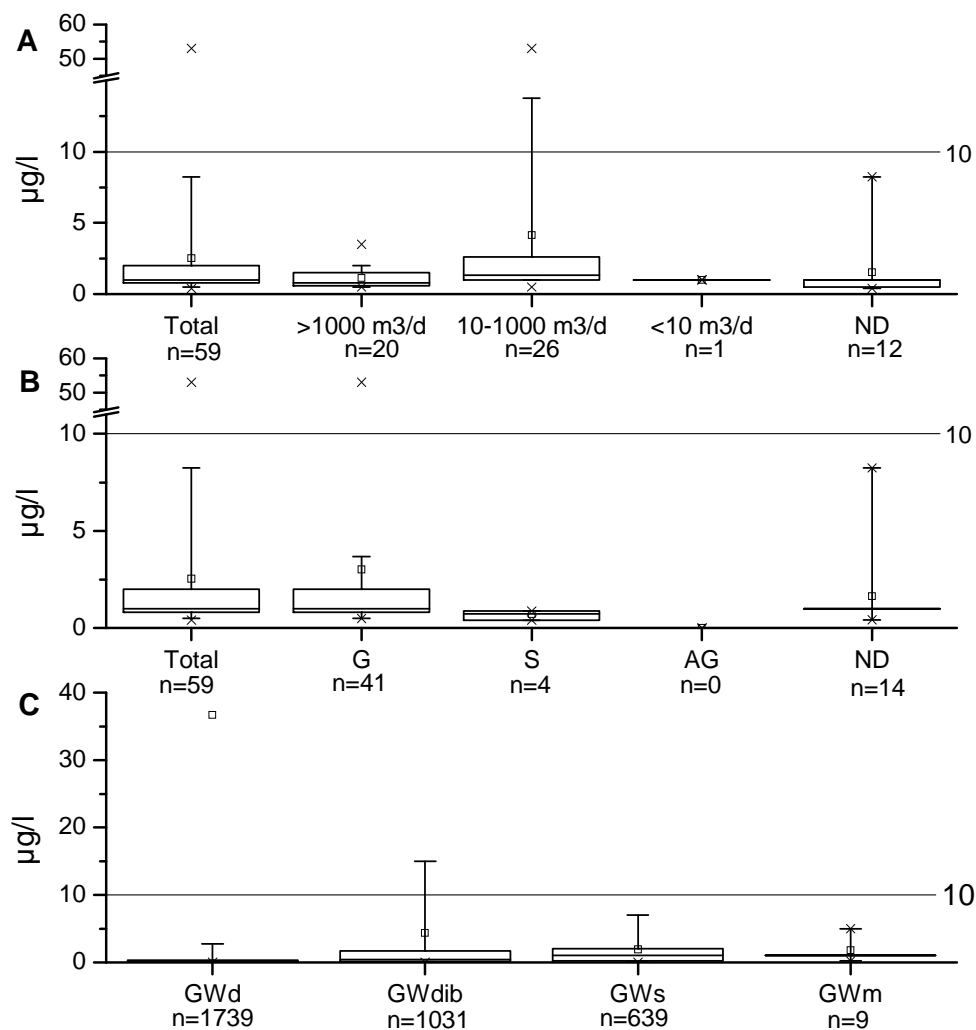 A
60
50
10
5
0
µg/l
10
Total >1000 m3/d 10-1000 m3/d <10 m3/d ND
n=59 n=20 n=26 n=1 n=12
B
60
50
10
5
0
µg/l
10
Total G S AG ND
n=59 n=41 n=4 n=0 n=14
C
40
30
20
10
0
µg/l
10
GWd GWdib GWs GWm
n=1739 n=1031 n=639 n=9